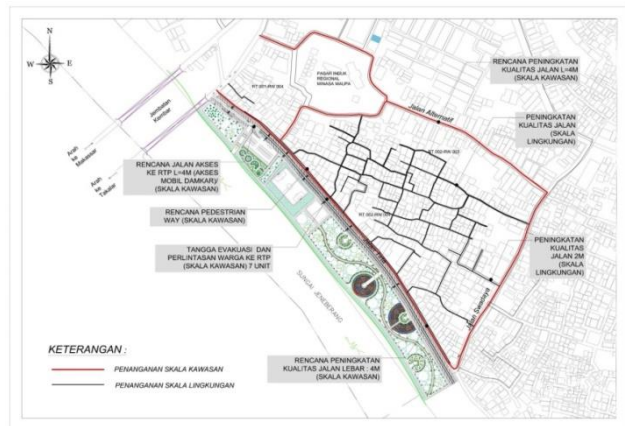 N
W E
S
RENCANA PENINGKATAN
KUALITAS JALAN L=4M
(SKALA KAWASAN)
PASAR INDUK
REGIONAL
MINASA MAUPA
Jalan Alternatif
PENINGKATAN
KUALITAS JALAN
(SKALA
LINGKUNGAN)
Jembatan
Kembar
Arah
ke
Makassar
Arah
ke
Takalar
RENCANA JALAN AKSES
KE RTP L=4M (AKSES
MOBIL DAMKAR)/
(SKALA KAWASAN)
RENCANA PEDESTRIAN
WAY (SKALA KAWASAN)
TANGGA EVAKUASI DAN
PERLINTASAN WARGA KE RTP
(SKALA KAWASAN) 7 UNIT
PENINGKATAN
KUALITAS
JALAN 2M
(SKALA
LINGKUNGAN)
Jalan Swadaya
SUNGAI JENEBERANG
KETERANGAN :
PENANGANAN SKALA KAWASAN
PENANGANAN SKALA LINGKUNGAN
RENCANA PENINGKATAN
KUALITAS JALAN LEBAR : 4M
(SKALA KAWASAN)